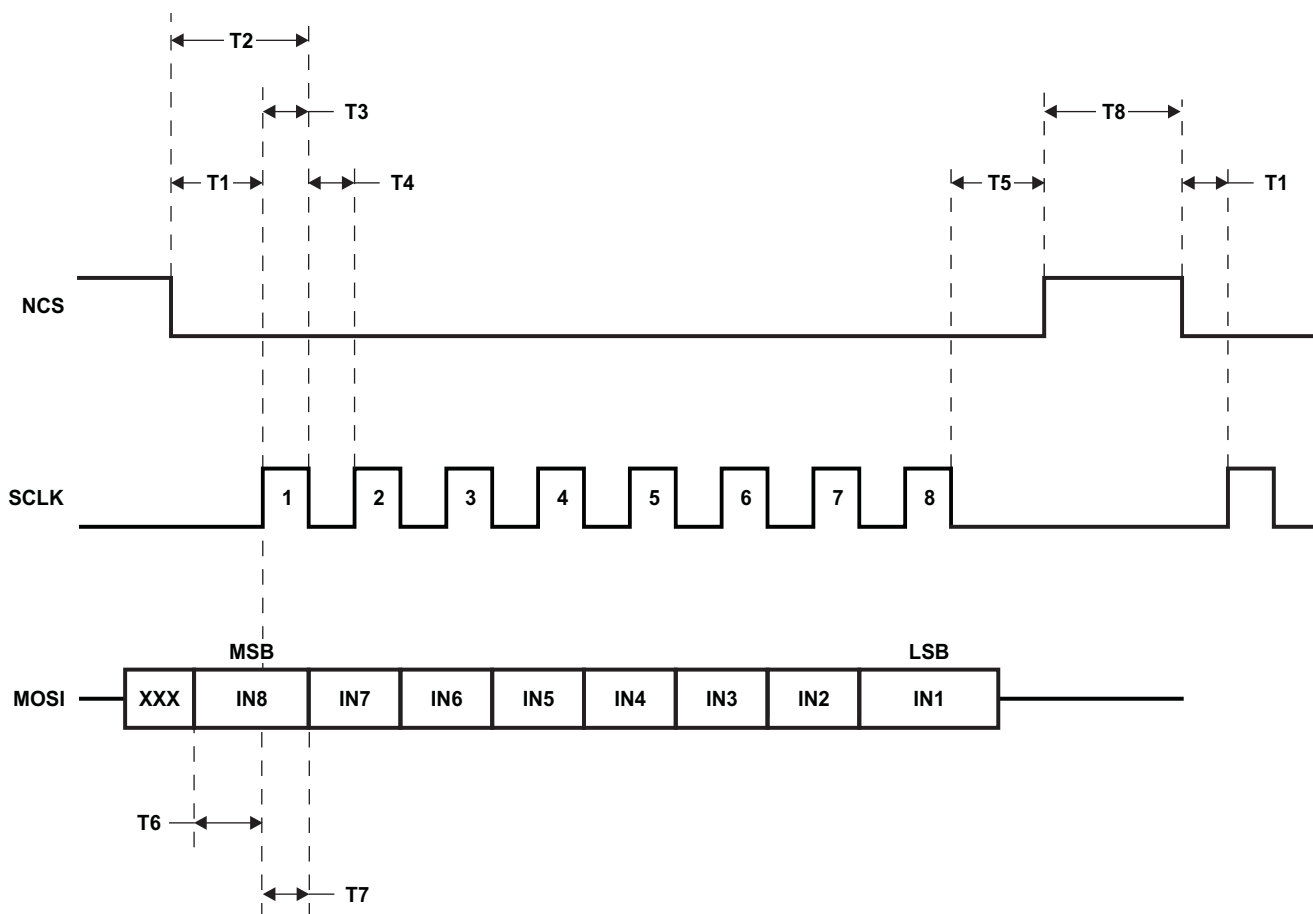 T2
T3
T8
T1 T4 T5 T1
NCS
SCLK 1 2 3 4 5 6 7 8
MSB LSB
MOSI XXX IN8 IN7 IN6 IN5 IN4 IN3 IN2 IN1
T6
T7